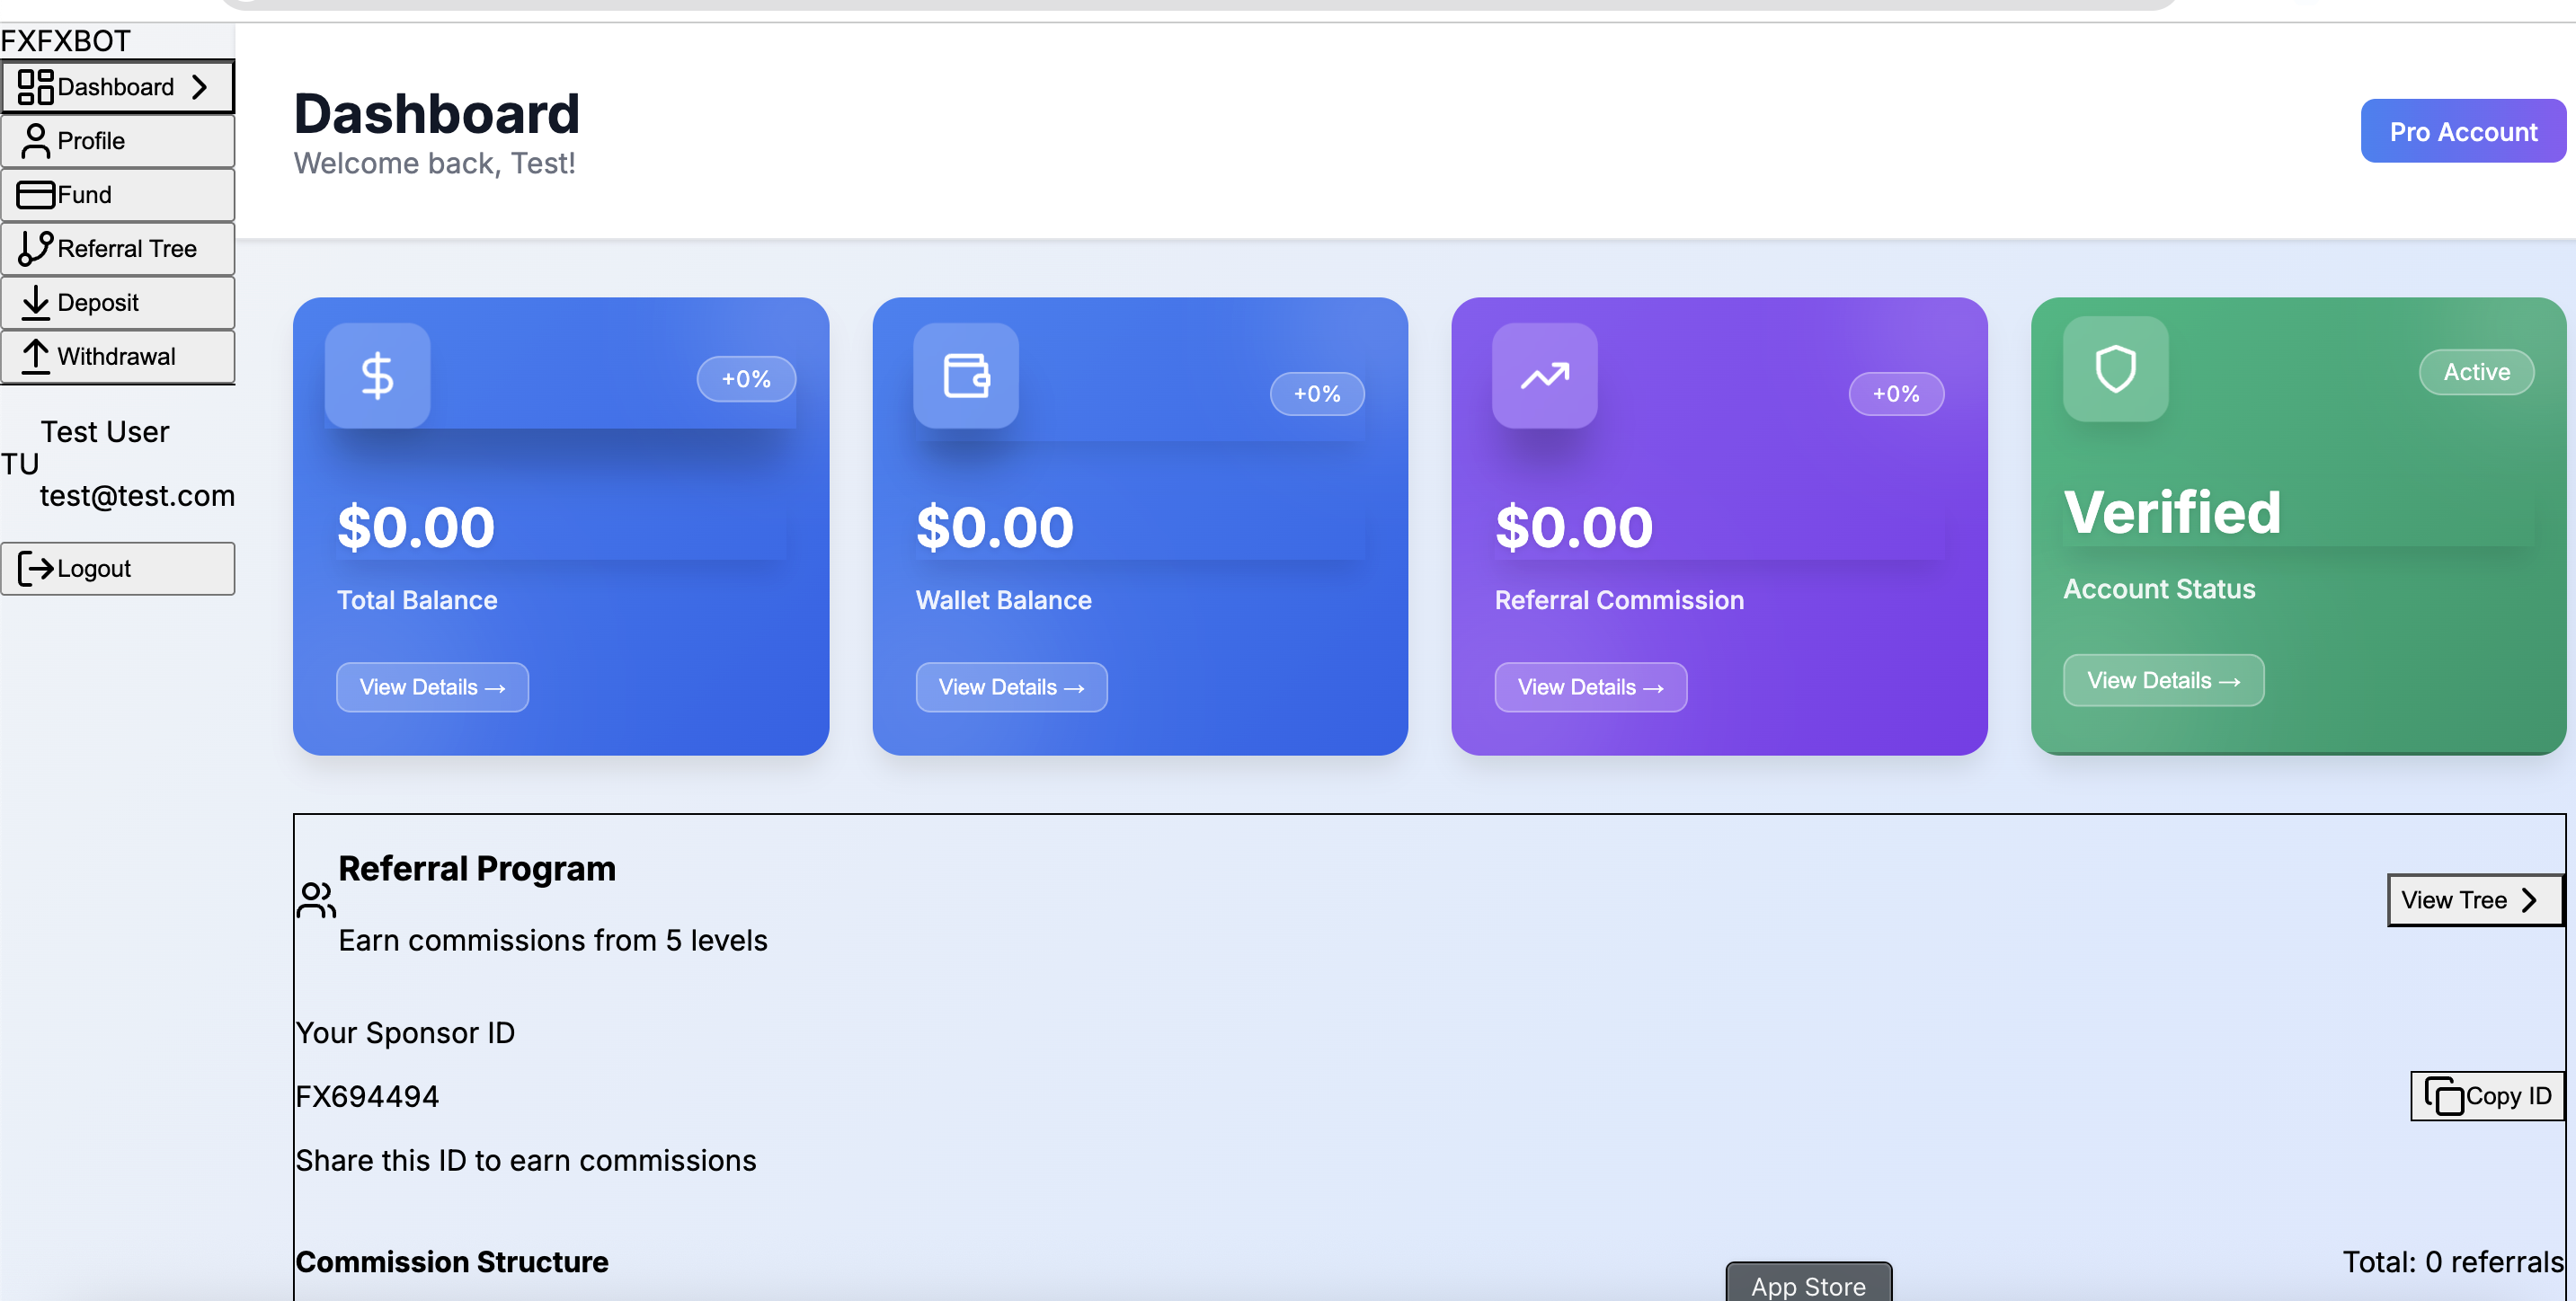 FXFXBOT
Dashboard
Profile
Fund
Referral Tree
Deposit
Withdrawal
Test User
TU
test@test.com
Logout
Dashboard
Welcome back, Test!
Pro Account
+0%
$0.00
Total Balance
View Details →
+0%
$0.00
Wallet Balance
View Details →
+0%
$0.00
Referral Commission
View Details →
Active
Verified
Account Status
View Details →
Referral Program
Earn commissions from 5 levels
View Tree
Your Sponsor ID
FX694494
Copy ID
Share this ID to earn commissions
Commission Structure
Total: 0 referrals
App Store